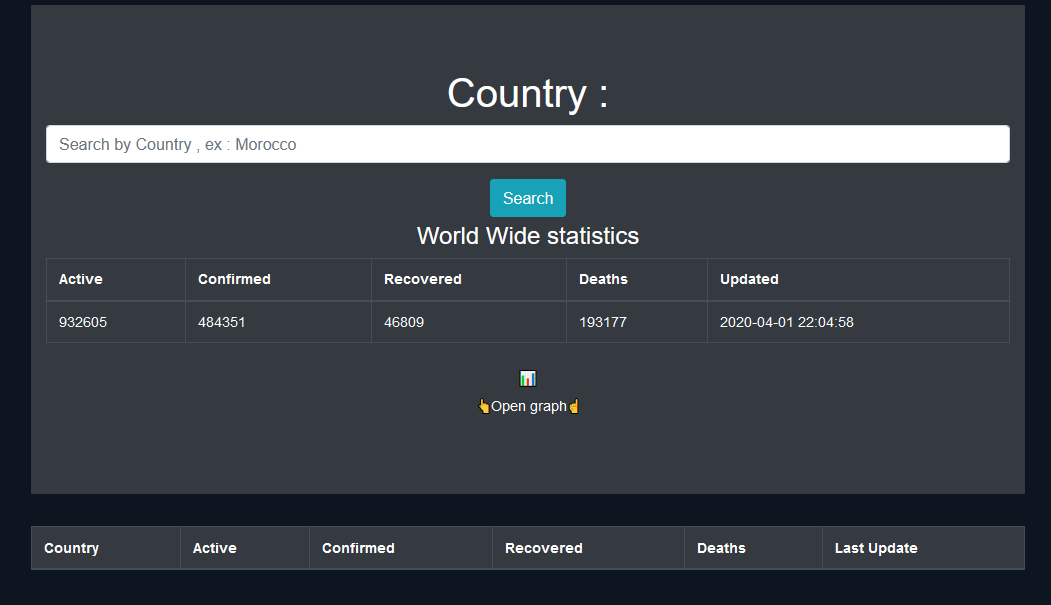 Country :
Search by Country , ex : Morocco
Search
World Wide statistics
Active Confirmed Recovered Deaths Updated
932605 484351 46809 193177 2020-04-01 22:04:58
📊
👆Open graph☝
Country Active Confirmed Recovered Deaths Last Update